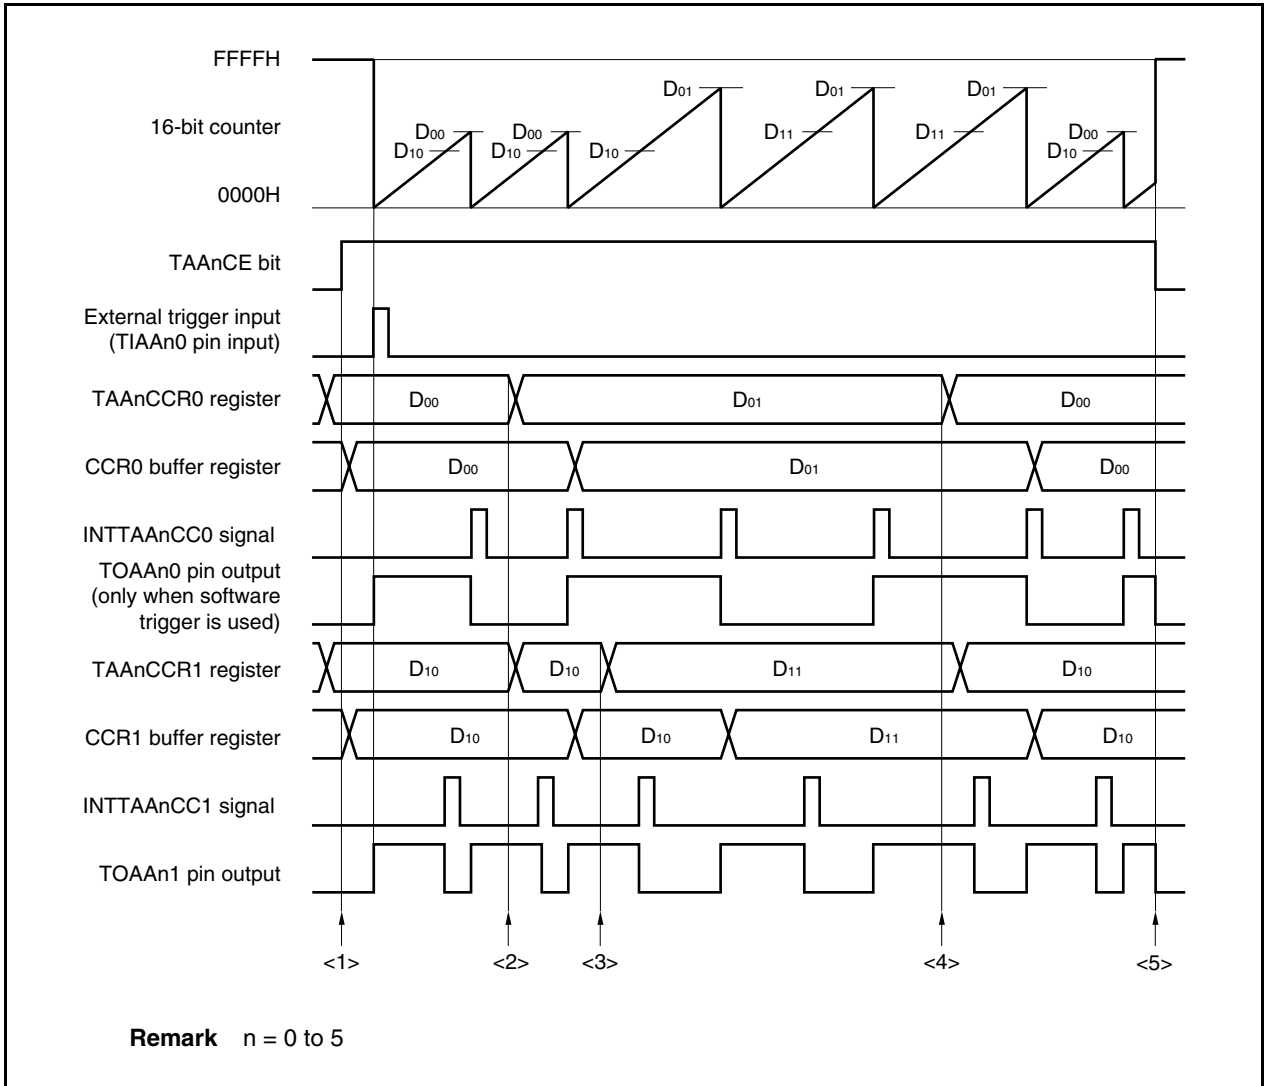 FFFFH
16-bit counter
0000H
D00 D10 D00 D10 D01 D10 D01 D11 D01 D11 D00 D10
TAAnCE bit
External trigger input
(TIAAn0 pin input)
TAAnCCR0 register D00 D01 D00
CCR0 buffer register D00 D01 D00
INTTAAnCC0 signal
TOAAn0 pin output
(only when software
trigger is used)
TAAnCCR1 register D10 D10 D11 D10
CCR1 buffer register D10 D10 D11 D10
INTTAAnCC1 signal
TOAAn1 pin output
<1> <2> <3> <4> <5>
Remark n = 0 to 5